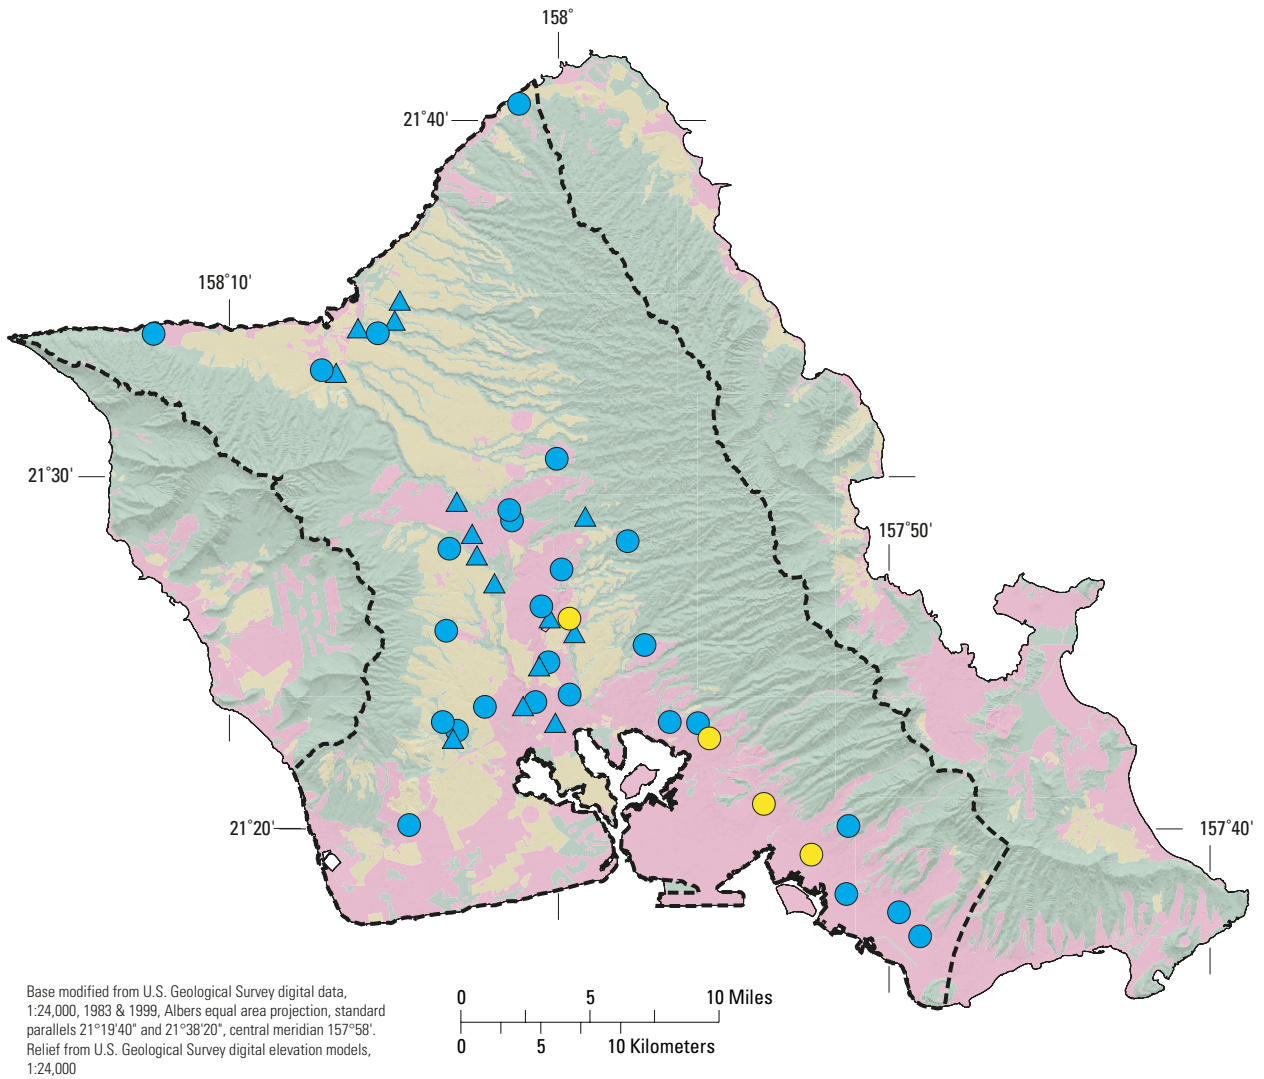 158°
21°40'
158°10'
21°30'
157°50'
21°20'
157°40'
Base modified from U.S. Geological Survey digital data,
1:24,000, 1983 & 1999, Albers equal area projection, standard
parallels 21°19'40" and 21°38'20", central meridian 157°58'.
Relief from U.S. Geological Survey digital elevation models,
1:24,000
0 5 10 Miles
0 5 10 Kilometers